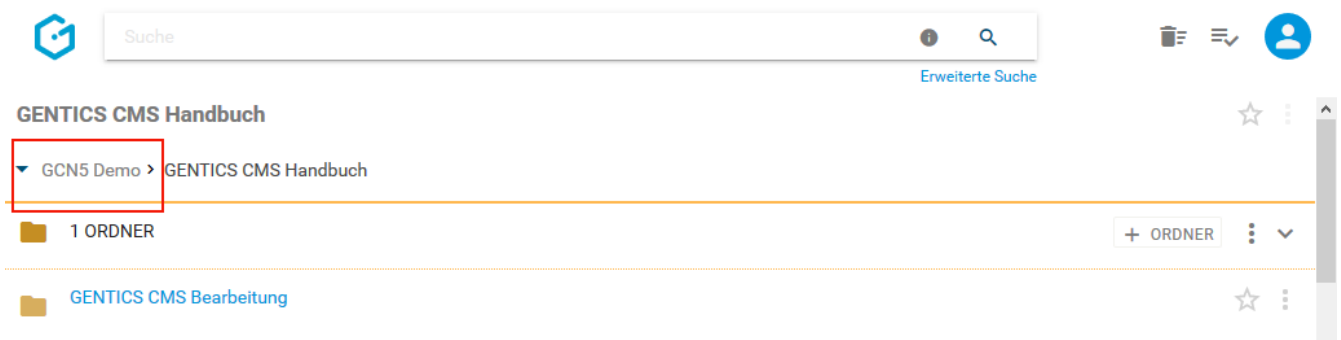 Suche
Erweiterte Suche
GENTICS CMS Handbuch
GCN5 Demo > GENTICS CMS Handbuch
1 ORDNER
+ ORDNER
GENTICS CMS Bearbeitung